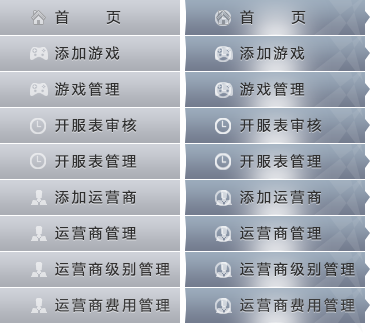 首 页
添加游戏
游戏管理
开服表审核
开服表管理
添加运营商
运营商管理
运营商级别管理
运营商费用管理
首 页
添加游戏
游戏管理
开服表审核
开服表管理
添加运营商
运营商管理
运营商级别管理
运营商费用管理